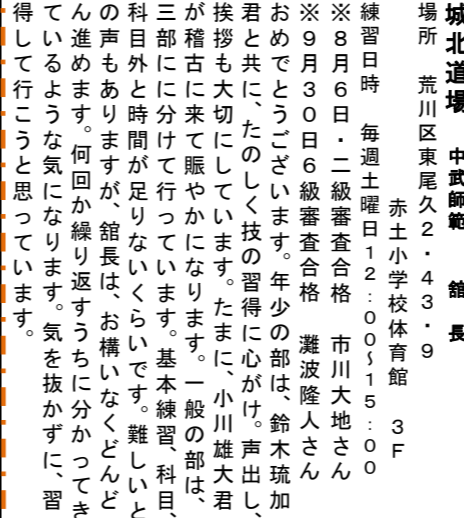 城北道場　中武師範　舘　長
場所　荒川区東尾久２・４３・９
赤土小学校体育館　３Ｆ
練習日時　毎週土曜日１２：００～１５：００
※８月６日・二級審査合格　市川大地さん
※９月３０日６級審査合格　灘波隆人さん
おめでとうございます。年少の部は、鈴木琉加
君と共に、たのしく技の習得に心がけ。声出し、
挨拶も大切にしています。たまに、小川雄大君
が稽古に来て賑やかになります。一般の部は、
三部にに分けて行っています。基本練習、科目、
科目外と時間が足りないくらいです。難しいと
の声もありますが、舘長は、お構いなくどんど
ん進めます。何回か繰り返すうちに分かってき
ているような気になります。気を抜かずに、習
得して行こうと思っています。